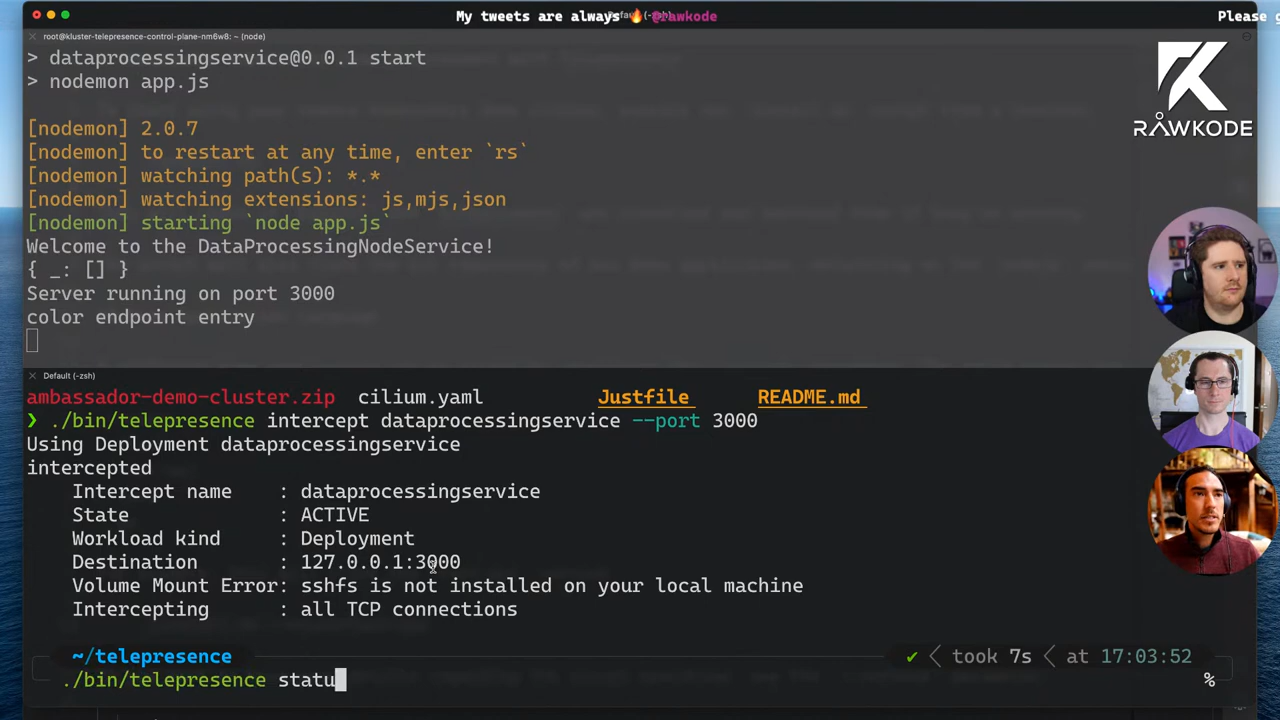 My tweets are always 🔥 @rawkode
Please g
root@kluster-telepresence-control-plane-nm6w8: ~ (node)
> dataprocessingservice@0.0.1 start
> nodemon app.js
[nodemon] 2.0.7
[nodemon] to restart at any time, enter `rs`
[nodemon] watching path(s): *.*
[nodemon] watching extensions: js,mjs,json
[nodemon] starting `node app.js`
Welcome to the DataProcessingNodeService!
{ _: [] }
Server running on port 3000
color endpoint entry
RAWKODE
Default (-zsh)
ambassador-demo-cluster.zip cilium.yaml Justfile README.md
❯ ./bin/telepresence intercept dataprocessingservice --port 3000
Using Deployment dataprocessingservice
intercepted
Intercept name : dataprocessingservice
State : ACTIVE
Workload kind : Deployment
Destination : 127.0.0.1:3000
Volume Mount Error: sshfs is not installed on your local machine
Intercepting : all TCP connections
~/telepresence ✔ took 7s at 17:03:52
./bin/telepresence statu %